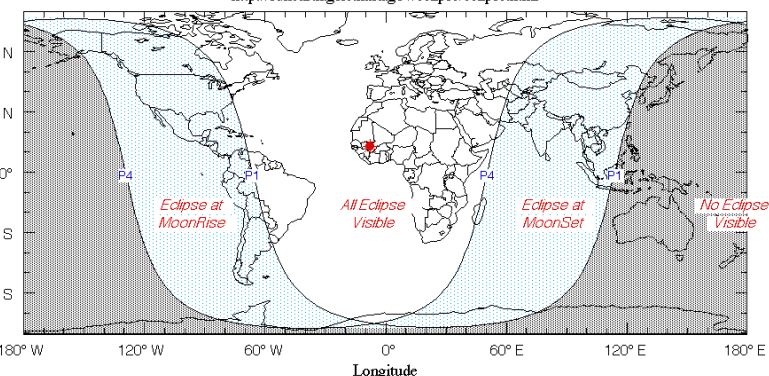 N
N
0°
S
S
P4
P1
P4
P1
Eclipse at
MoonRise
All Eclipse
Visible
Eclipse at
MoonSet
No Eclipse
Visible
180° W
120° W
60° W
0°
60° E
120° E
180° E
Longitude